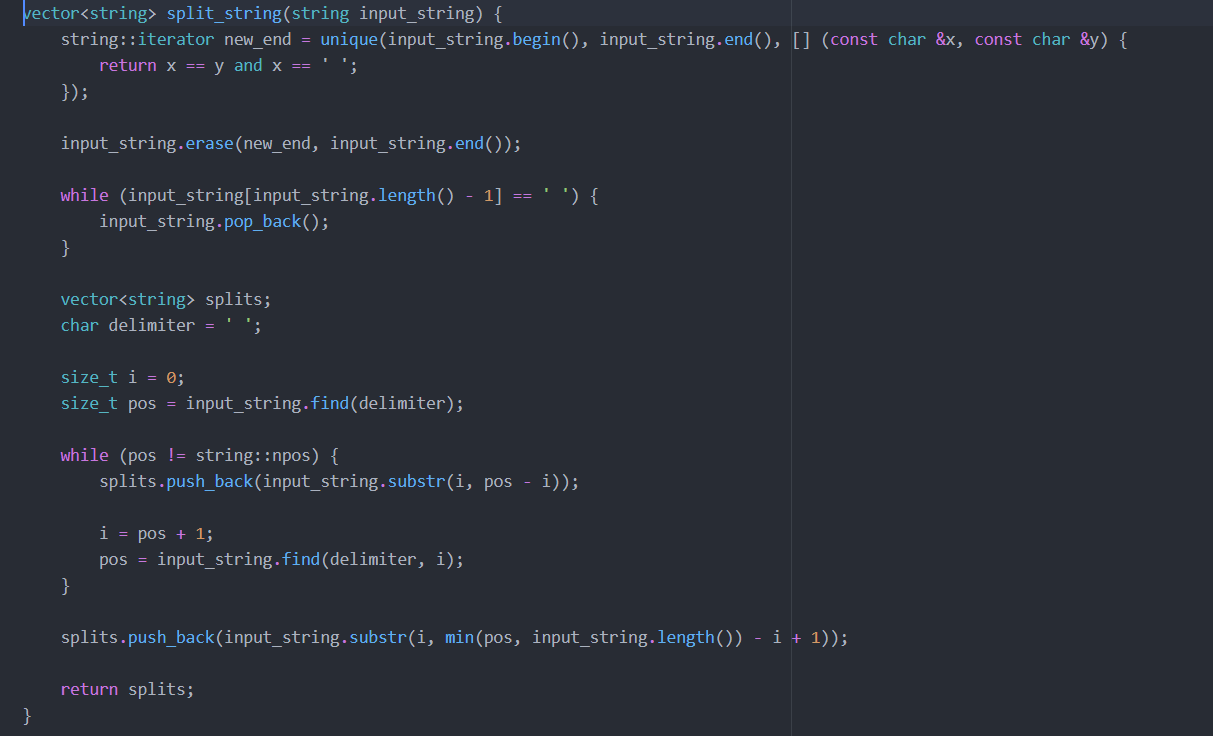 vector<string> split_string(string input_string) {
    string::iterator new_end = unique(input_string.begin(), input_string.end(), [] (const char &x, const char &y) {
        return x == y and x == ' ';
    });

    input_string.erase(new_end, input_string.end());

    while (input_string[input_string.length() - 1] == ' ') {
        input_string.pop_back();
    }

    vector<string> splits;
    char delimiter = ' ';

    size_t i = 0;
    size_t pos = input_string.find(delimiter);

    while (pos != string::npos) {
        splits.push_back(input_string.substr(i, pos - i));

        i = pos + 1;
        pos = input_string.find(delimiter, i);
    }

    splits.push_back(input_string.substr(i, min(pos, input_string.length()) - i + 1));

    return splits;
}